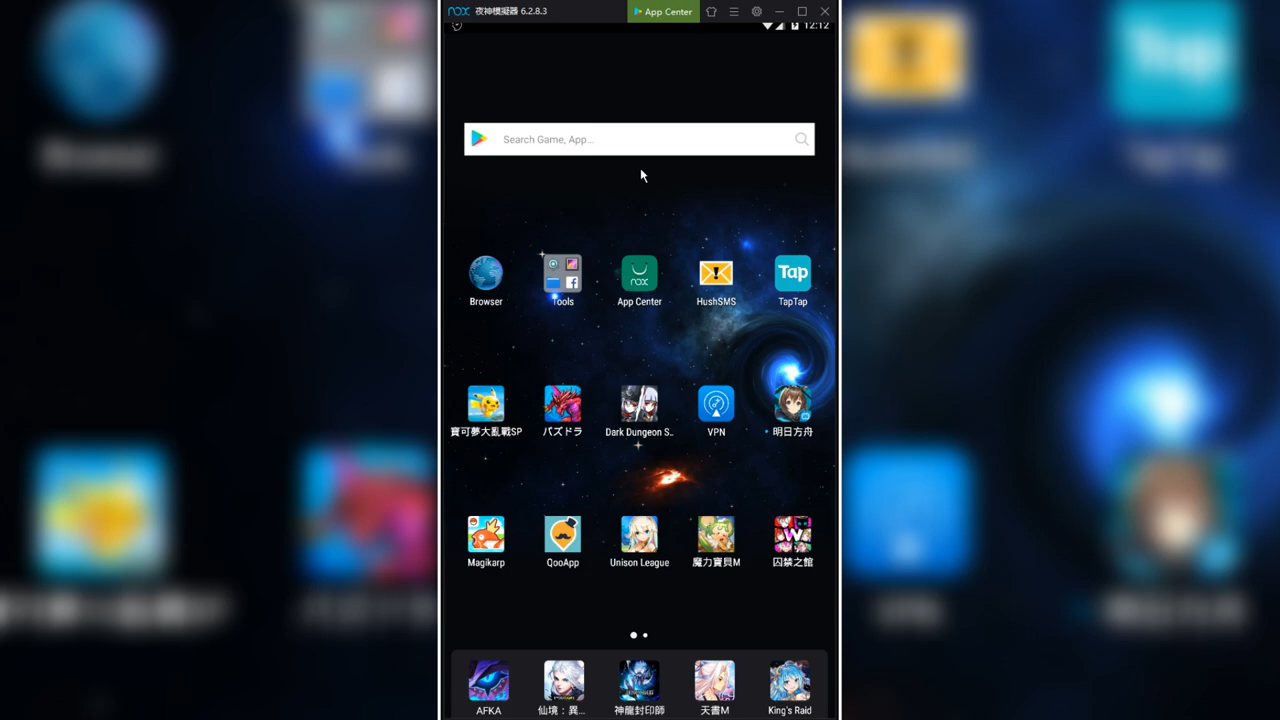 nox 夜神模擬器 6.2.8.3
App Center
12:12
Search Game, App...
Browser
Tools
nox
App Center
HushSMS
Tap
TapTap
寶可夢大亂戰SP
パズドラ
Dark Dungeon S..
VPN
明日方舟
Magikarp
QooApp
Unison League
魔力寶貝M
W
囚禁之館
AFKA
仙境：異...
神龍封印師
天書M
King's Raid